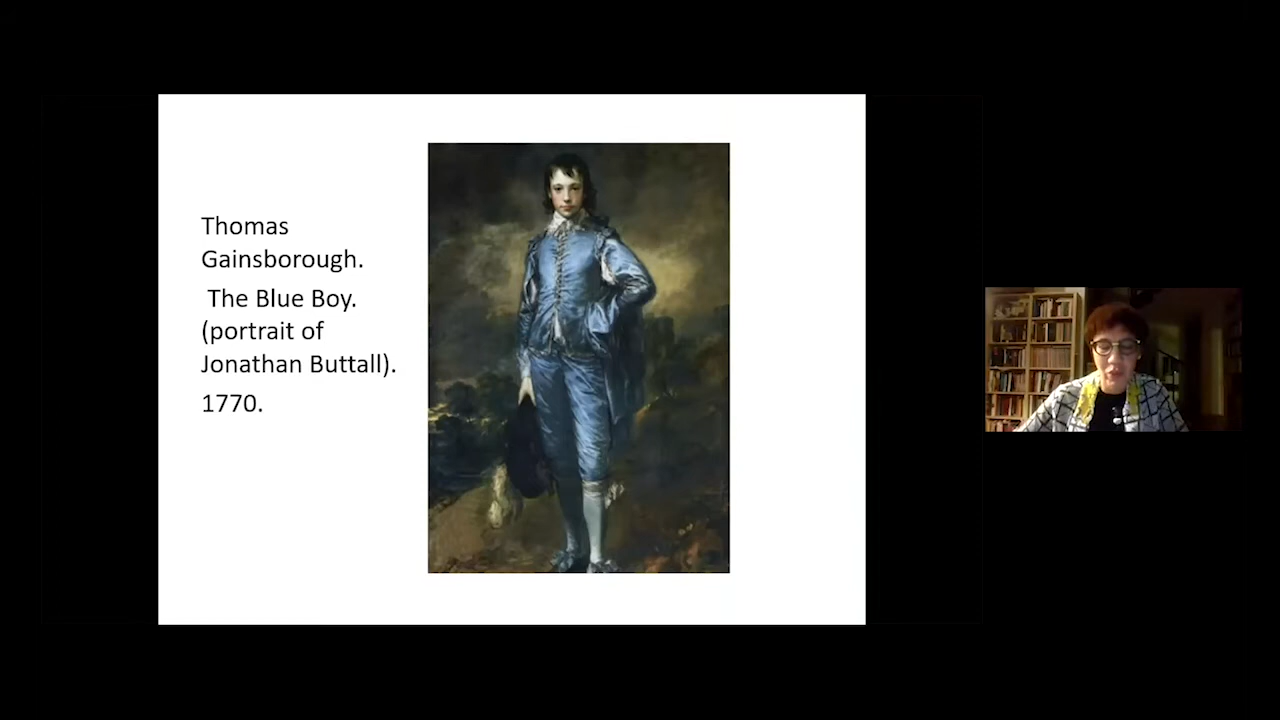 Thomas
Gainsborough.
The Blue Boy.
(portrait of
Jonathan Buttall).
1770.